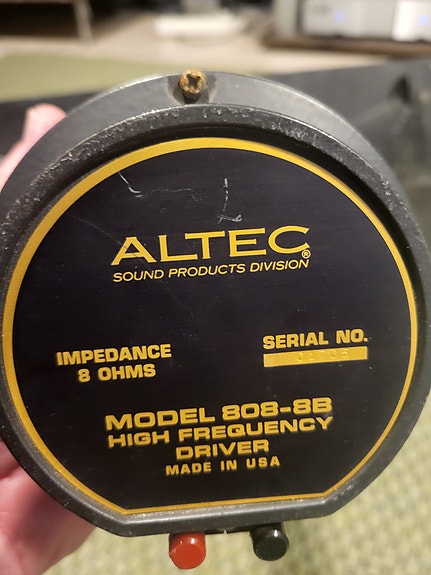 ALTEC®
SOUND PRODUCTS DIVISION
IMPEDANCE
8 OHMS
SERIAL NO.
MODEL 808-8B
HIGH FREQUENCY
DRIVER
MADE IN USA